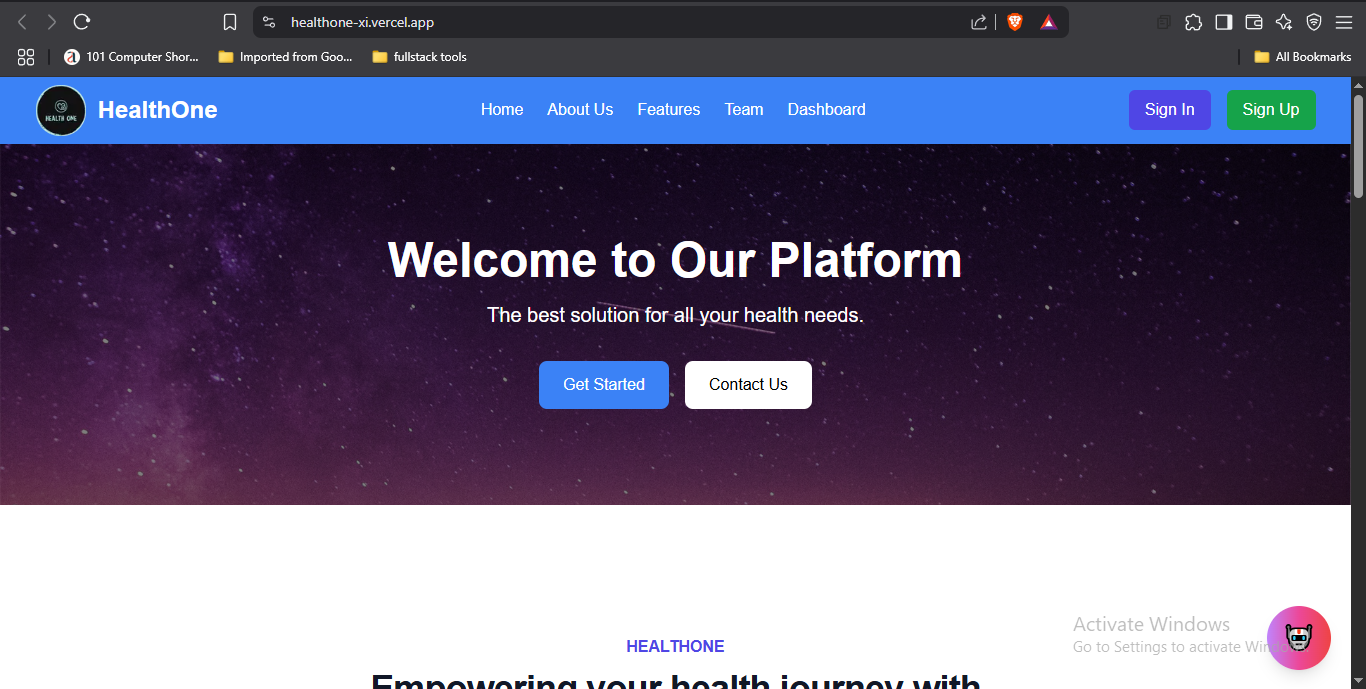 healthone-xi.vercel.app
101 Computer Shor... Imported from Goo... fullstack tools All Bookmarks
HEALTH ONE HealthOne Home About Us Features Team Dashboard Sign In Sign Up
Welcome to Our Platform
The best solution for all your health needs.
Get Started Contact Us
Activate Windows
Go to Settings to activate Windows.
HEALTHONE
Empowering your health journey with